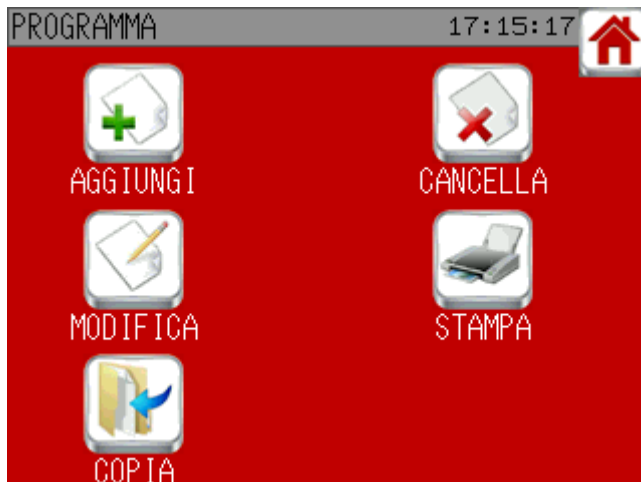 PROGRAMMA 17:15:17
AGGIUNGI CANCELLA
MODIFICA STAMPA
COPIA